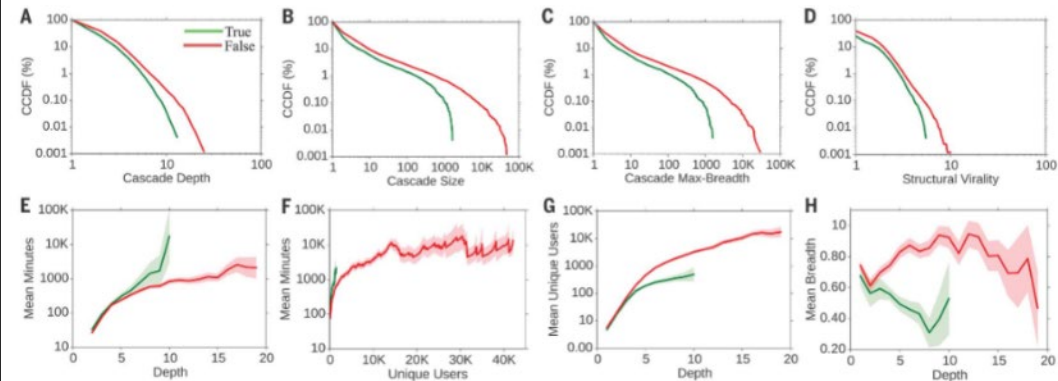 A
CCDF (%)
100
10
1
0.10
0.01
0.001
True
False
1 10 100
Cascade Depth
B
CCDF (%)
100
10
1
0.10
0.01
0.001
1 10 100 1000 10K 100K
Cascade Size
C
CCDF (%)
100
10
1
0.10
0.01
0.001
1 10 100 1000 10K 100K
Cascade Max-Breadth
D
CCDF (%)
100
10
1
0.10
0.01
0.001
1 10 100
Structural Virality
E
Mean Minutes
100K
10K
1000
100
10
0 5 10 15 20
Depth
F
Mean Minutes
100K
10K
1000
100
10
0 10K 20K 30K 40K
Unique Users
G
Mean Unique Users
100K
10K
1000
100
10
0.00
0 5 10 15 20
Depth
H
Mean Breadth
10
0.80
0.60
0.40
0.20
0 5 10 15 20
Depth